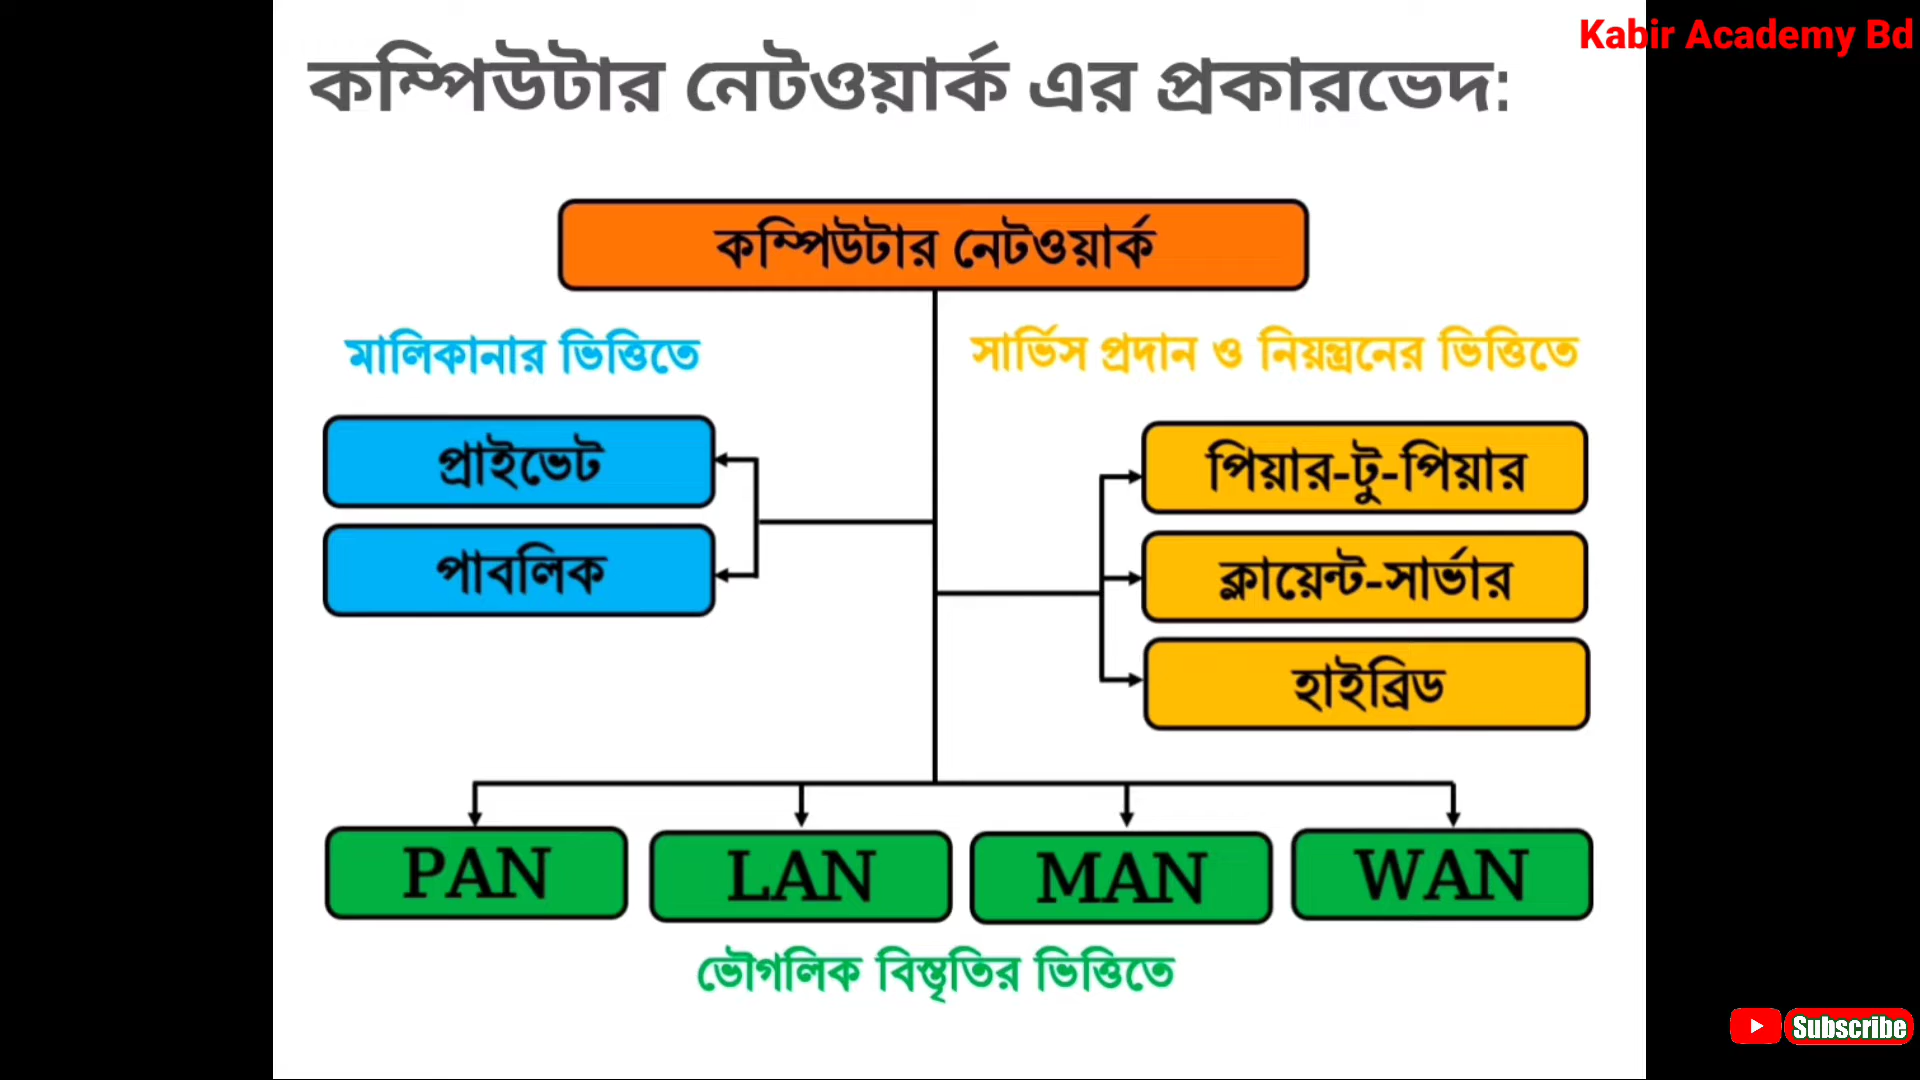 Kabir Academy Bd
কম্পিউটার নেটওয়ার্ক এর প্রকারভেদ:
কম্পিউটার নেটওয়ার্ক
মালিকানার ভিত্তিতে
সার্ভিস প্রদান ও নিয়ন্ত্রনের ভিত্তিতে
প্রাইভেট
পাবলিক
পিয়ার-টু-পিয়ার
ক্লায়েন্ট-সার্ভার
হাইব্রিড
PAN
LAN
MAN
WAN
ভৌগলিক বিস্তৃতির ভিত্তিতে
Subscribe